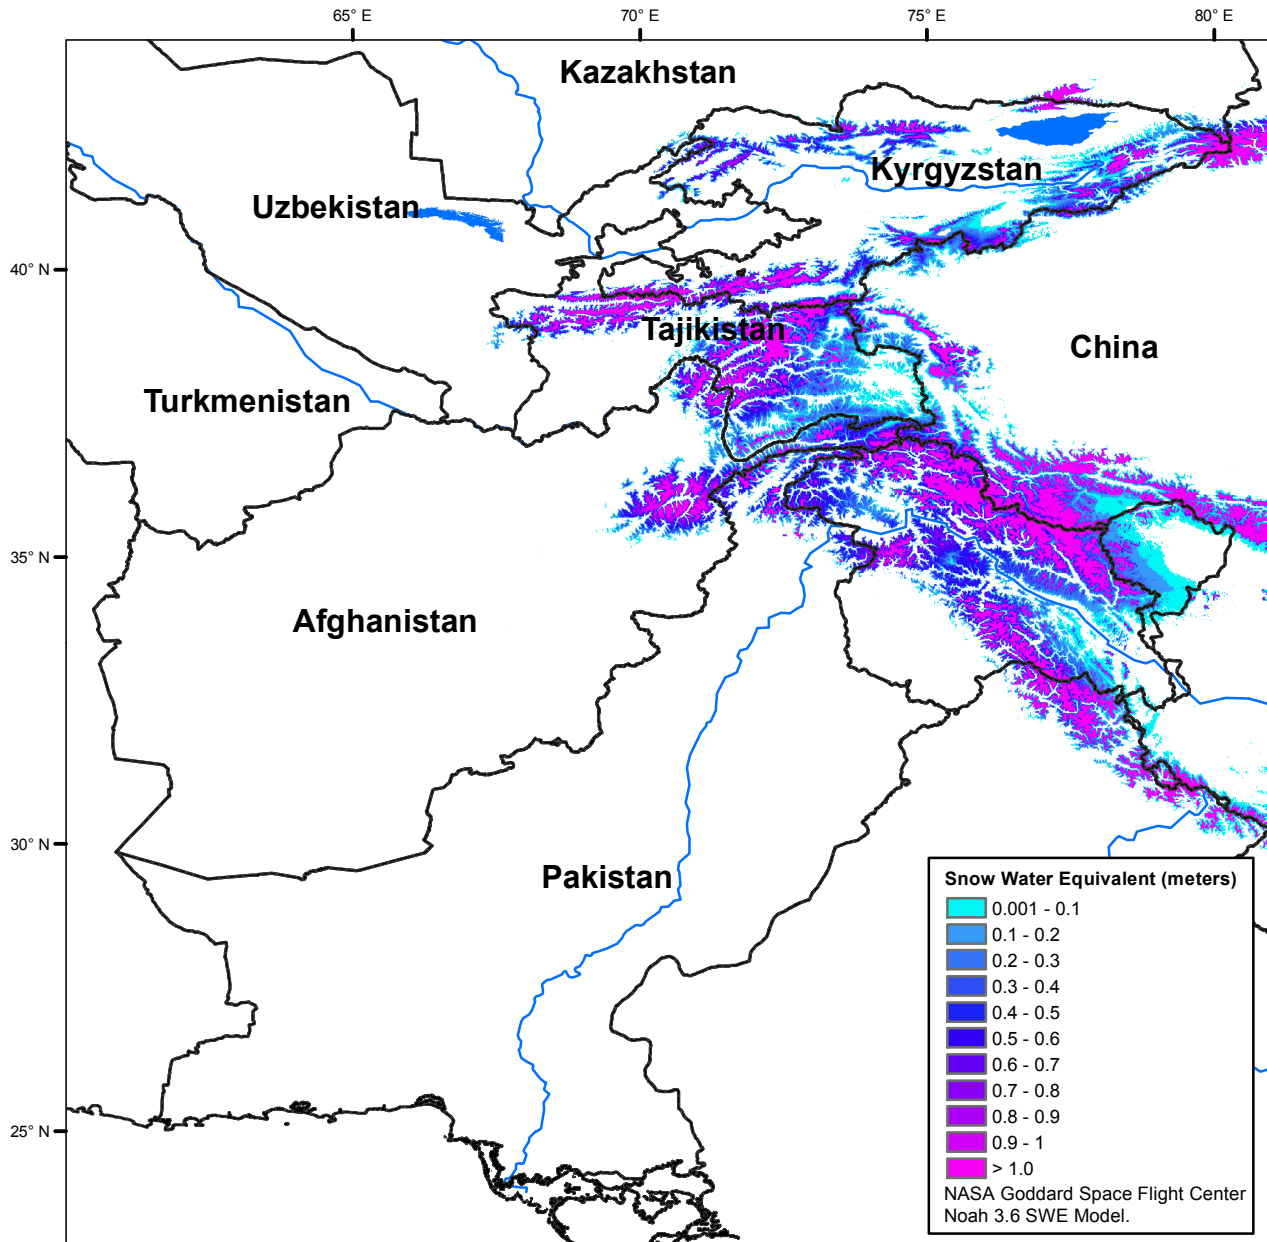 65° E
70° E
75° E
80° E
Kazakhstan
Kyrgyzstan
Uzbekistan
40° N
Tajikistan
China
Turkmenistan
35° N
Afghanistan
30° N
Pakistan
25° N
Snow Water Equivalent (meters)
0.001 - 0.1
0.1 - 0.2
0.2 - 0.3
0.3 - 0.4
0.4 - 0.5
0.5 - 0.6
0.6 - 0.7
0.7 - 0.8
0.8 - 0.9
0.9 - 1
> 1.0
NASA Goddard Space Flight Center
Noah 3.6 SWE Model.